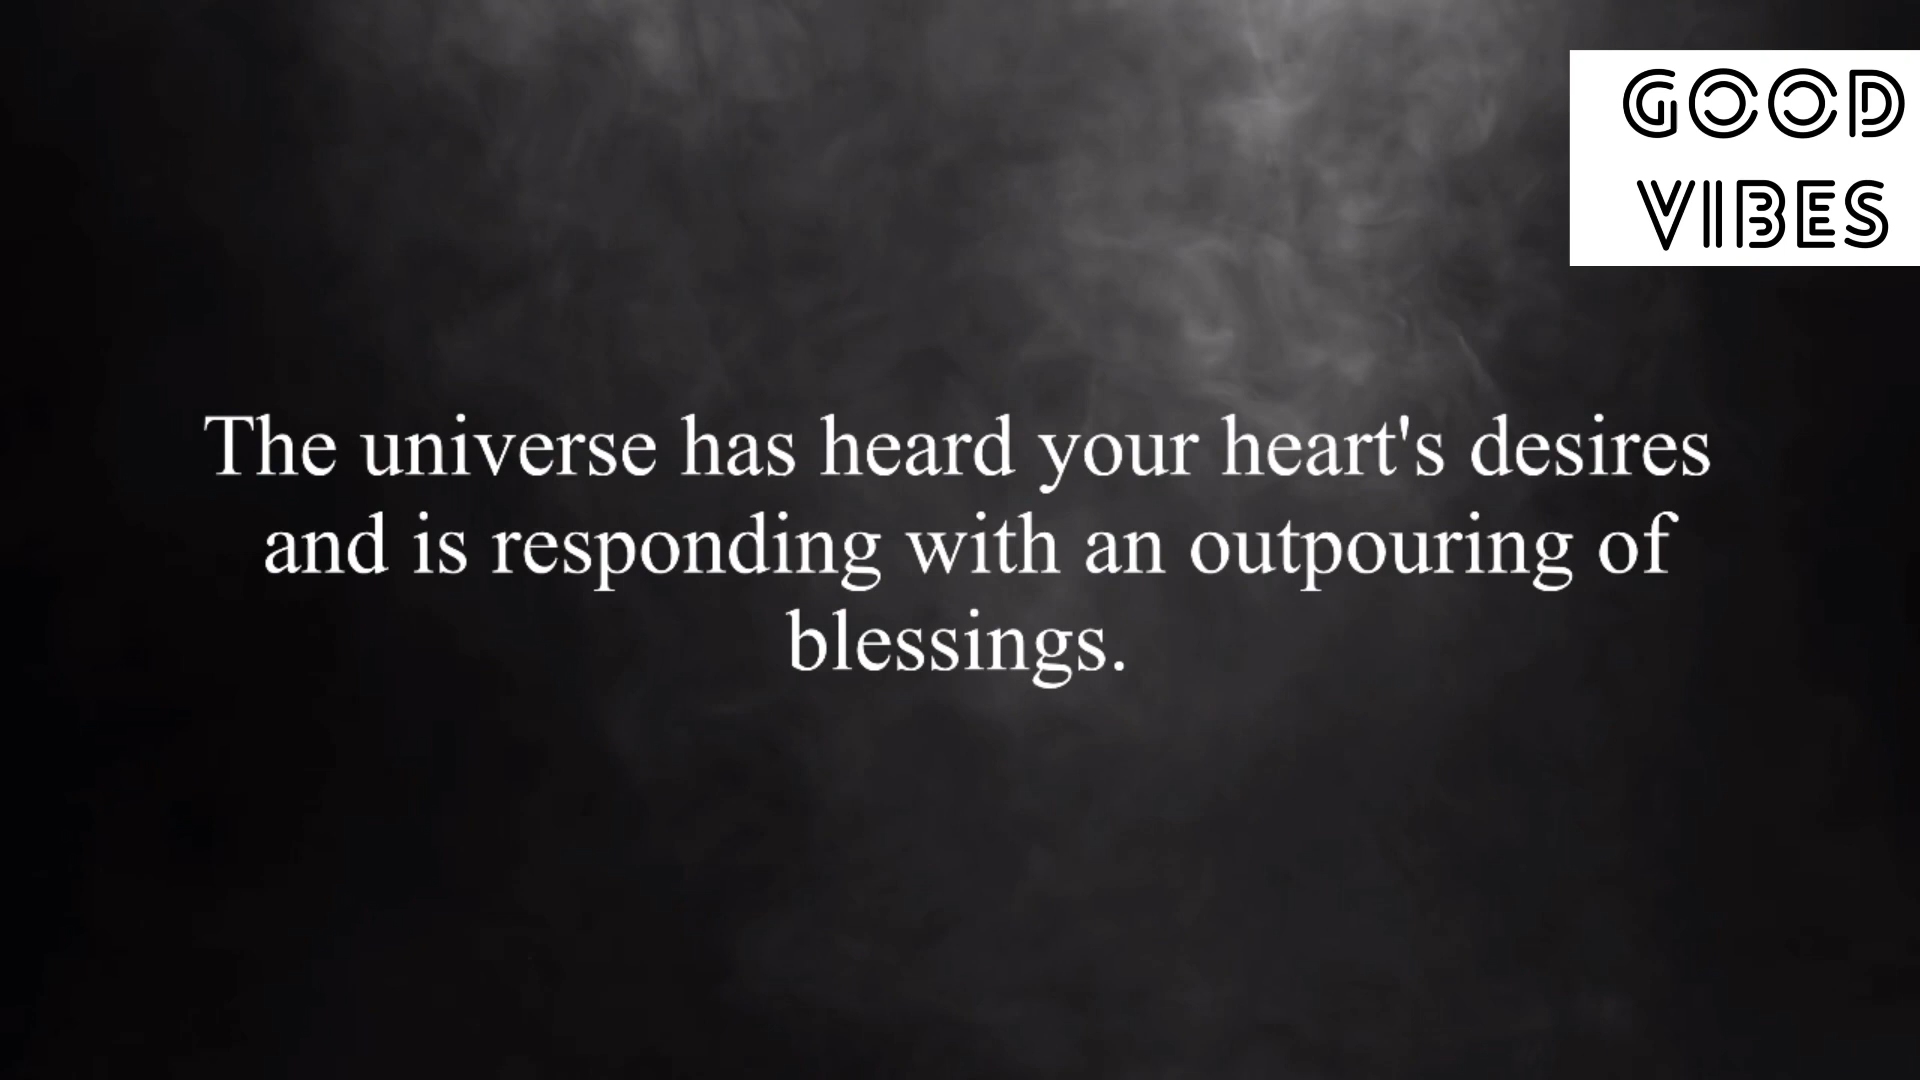 GOOD
VIBES
The universe has heard your heart's desires
and is responding with an outpouring of
blessings.